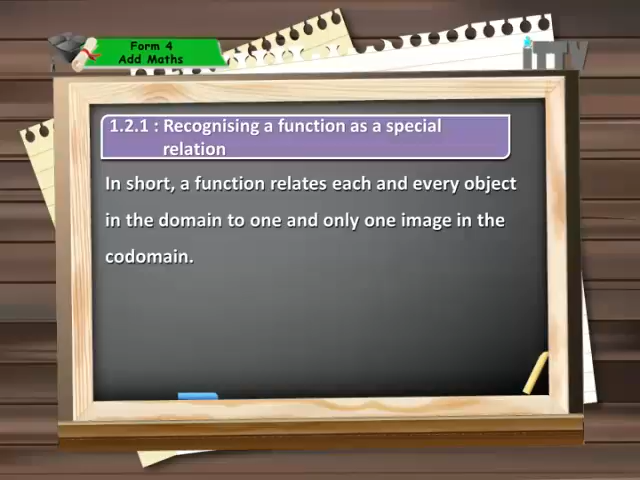 Form 4
Add Maths
iTTV
1.2.1 : Recognising a function as a special
relation
In short, a function relates each and every object
in the domain to one and only one image in the
codomain.